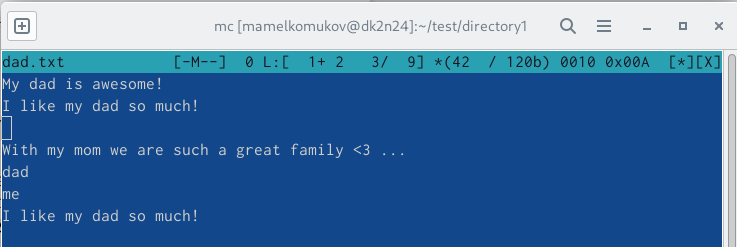 mc [mamelkomukov@dk2n24]:~/test/directory1
dad.txt [-M--] 0 L:[ 1+ 2 3/ 9] *(42 / 120b) 0010 0x00A [*][X]
My dad is awesome!
I like my dad so much!
With my mom we are such a great family <3 ...
dad
me
I like my dad so much!